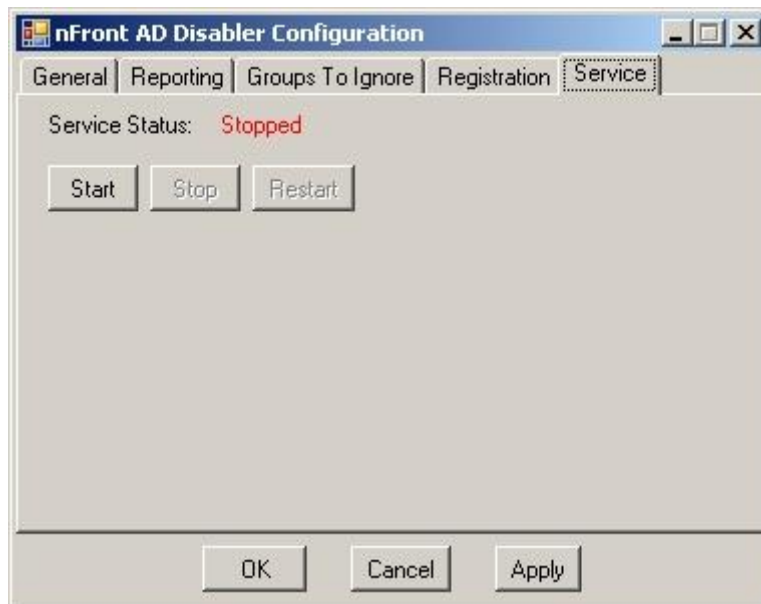 nFront AD Disabler Configuration
General Reporting Groups To Ignore Registration Service
Service Status: Stopped
Start Stop Restart
OK Cancel Apply